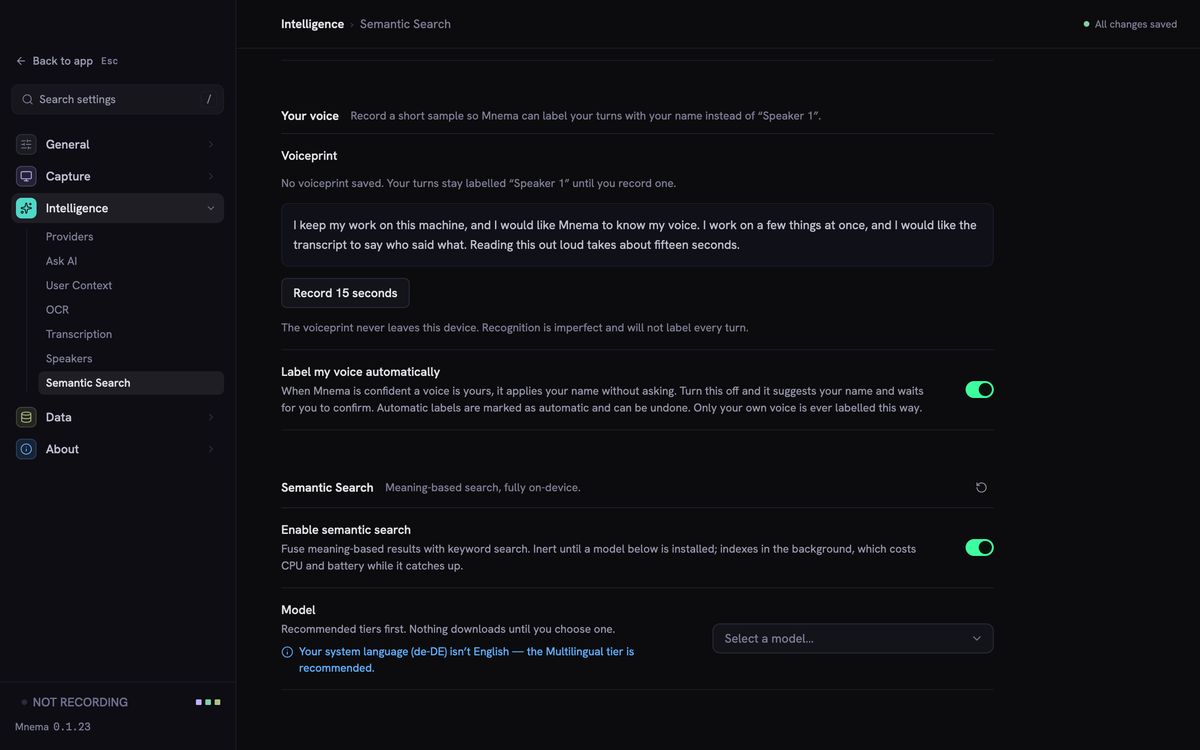 Intelligence › Semantic Search
All changes saved
← Back to app Esc
Search settings /
General
Capture
Intelligence
Providers
Ask AI
User Context
OCR
Transcription
Speakers
Semantic Search
Data
About
NOT RECORDING
Mnema 0.1.23
Your voice Record a short sample so Mnema can label your turns with your name instead of “Speaker 1”.
Voiceprint
No voiceprint saved. Your turns stay labelled “Speaker 1” until you record one.
I keep my work on this machine, and I would like Mnema to know my voice. I work on a few things at once, and I would like the
transcript to say who said what. Reading this out loud takes about fifteen seconds.
Record 15 seconds
The voiceprint never leaves this device. Recognition is imperfect and will not label every turn.
Label my voice automatically
When Mnema is confident a voice is yours, it applies your name without asking. Turn this off and it suggests your name and waits
for you to confirm. Automatic labels are marked as automatic and can be undone. Only your own voice is ever labelled this way.
Semantic Search Meaning-based search, fully on-device.
Enable semantic search
Fuse meaning-based results with keyword search. Inert until a model below is installed; indexes in the background, which costs
CPU and battery while it catches up.
Model
Recommended tiers first. Nothing downloads until you choose one.
Your system language (de-DE) isn’t English — the Multilingual tier is
recommended.
Select a model…